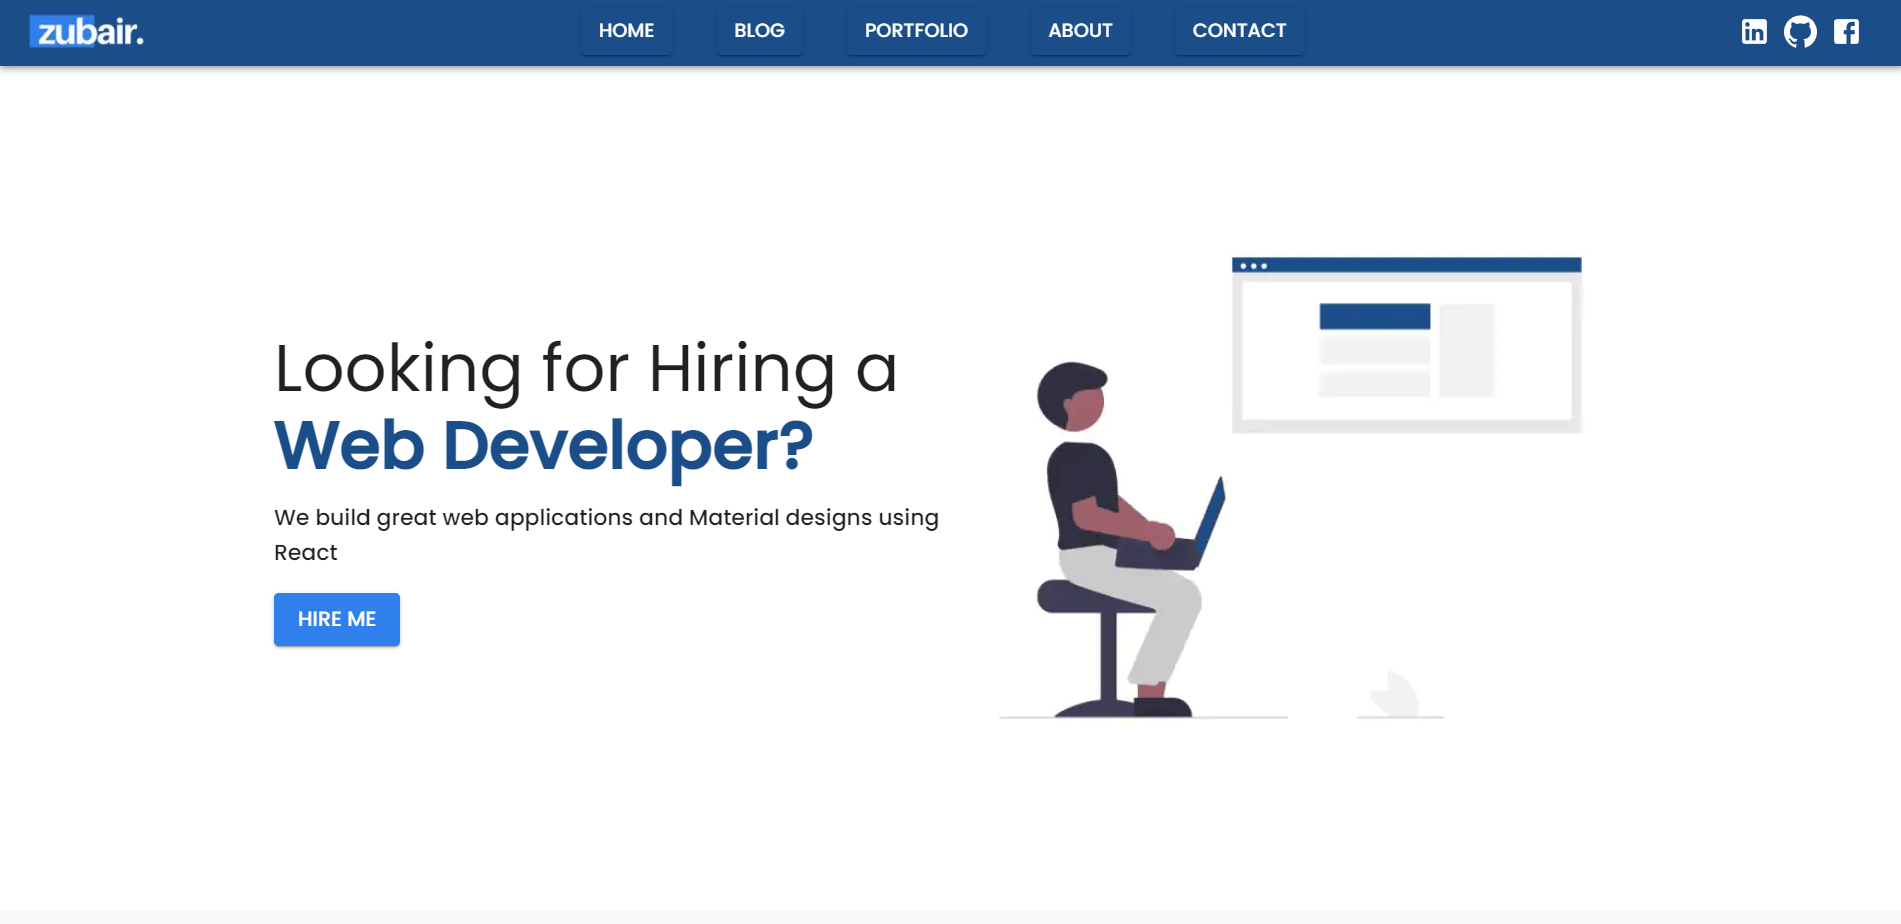 zubair.
HOME BLOG PORTFOLIO ABOUT CONTACT
Looking for Hiring a
Web Developer?
We build great web applications and Material designs using
React
HIRE ME